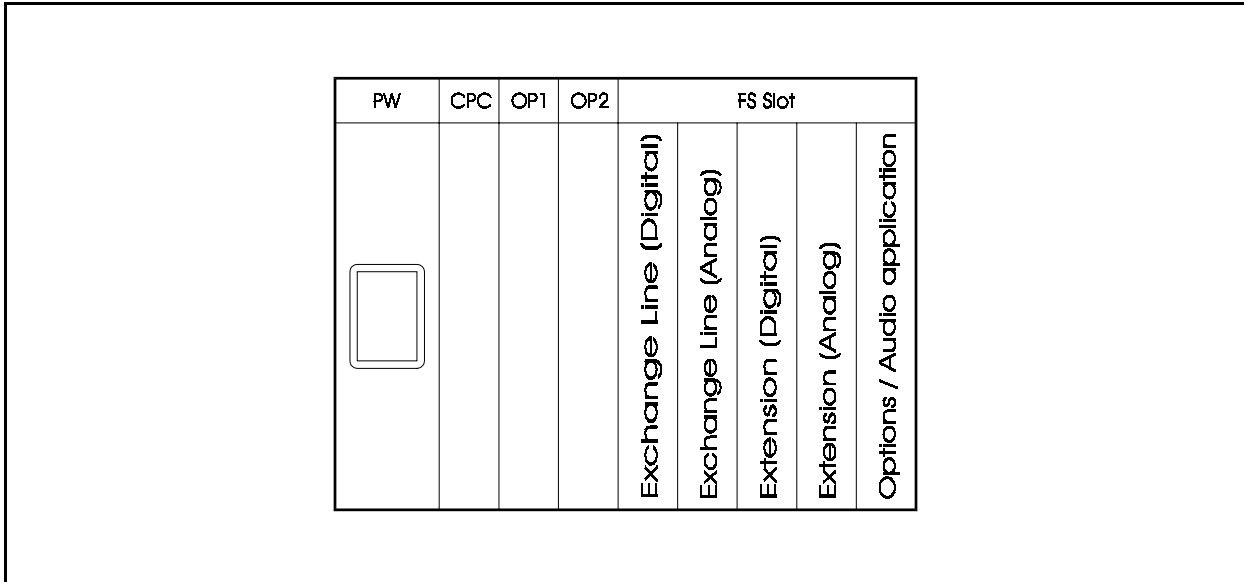 PW CPC OP1 OP2 FS Slot
Exchange Line (Digital)
Exchange Line (Analog)
Extension (Digital)
Extension (Analog)
Options / Audio application